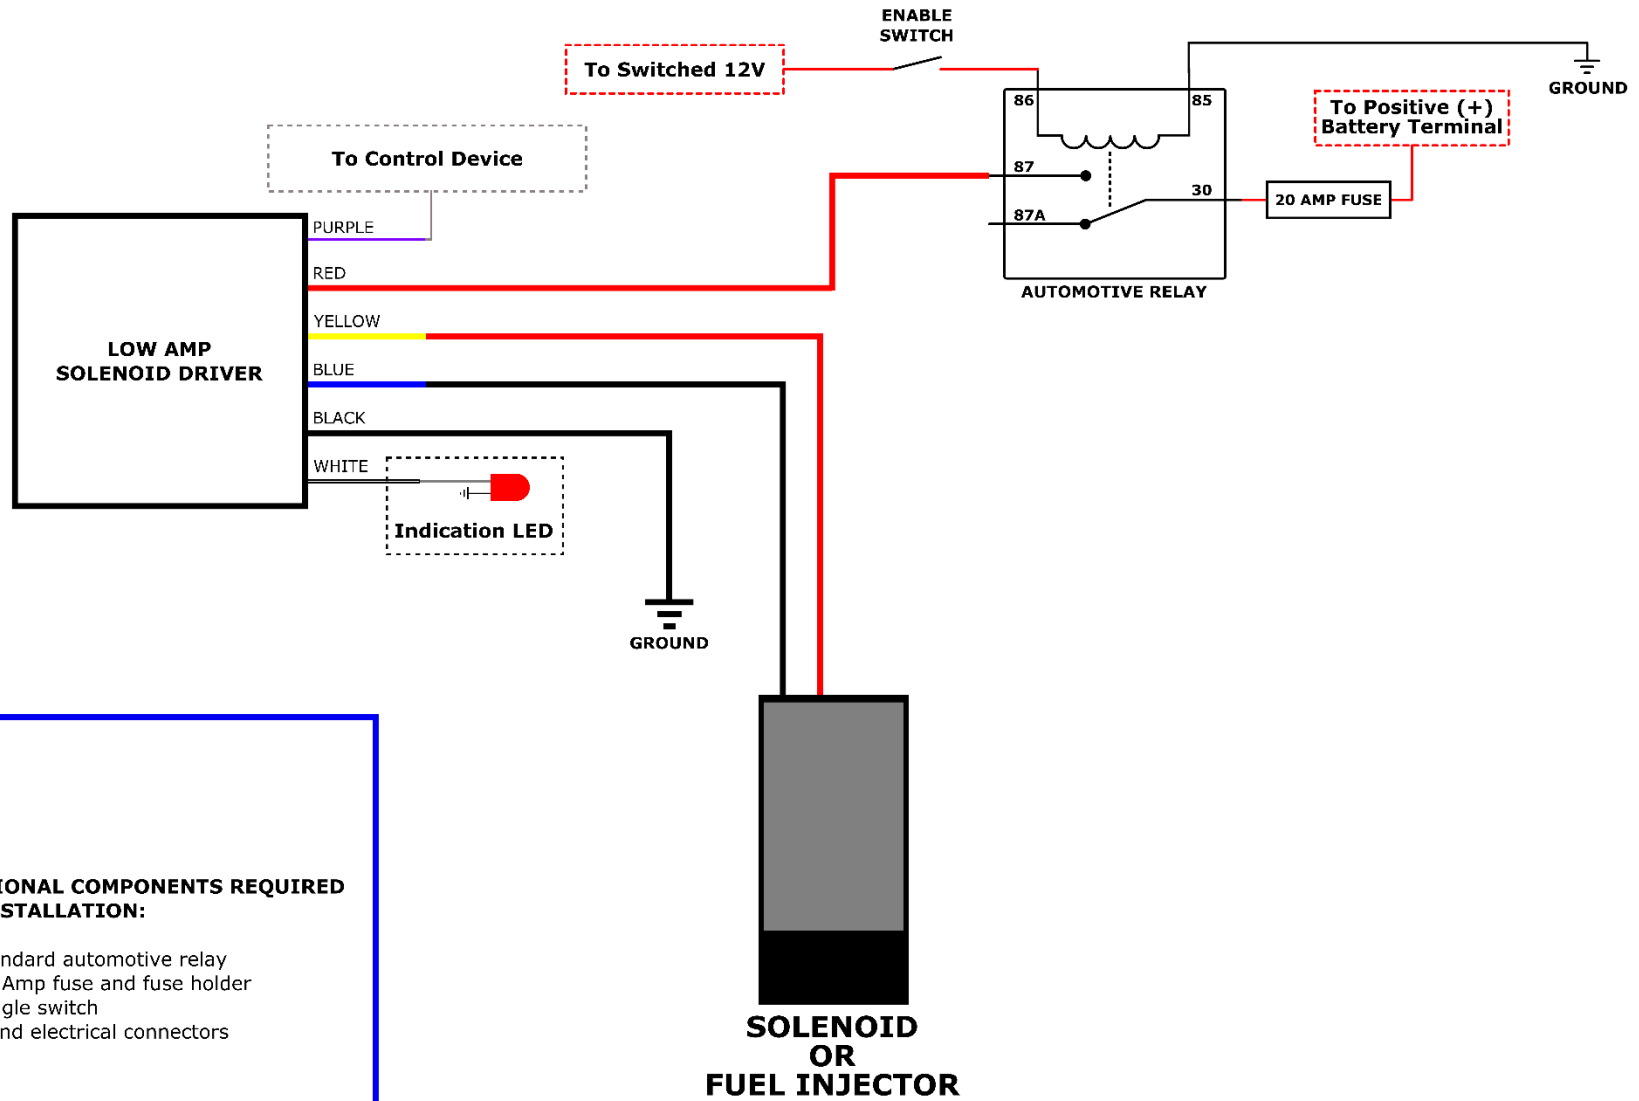 ENABLE
SWITCH
To Switched 12V
GROUND
86
85
To Positive (+)
Battery Terminal
To Control Device
87
30
20 AMP FUSE
87A
PURPLE
RED
AUTOMOTIVE RELAY
YELLOW
LOW AMP
SOLENOID DRIVER
BLUE
BLACK
WHITE
Indication LED
GROUND
IONAL COMPONENTS REQUIRED
STALLATION:
ndard automotive relay
Amp fuse and fuse holder
gle switch
nd electrical connectors
SOLENOID
OR
FUEL INJECTOR